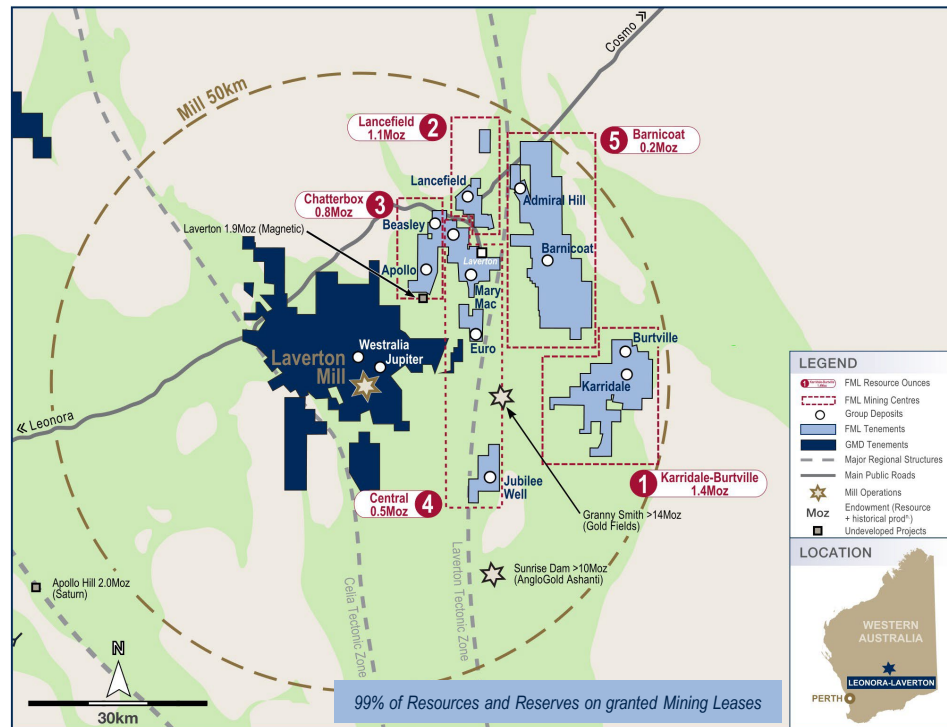 Cosmo >>
Mill 50km
Lancefield
1.1Moz
2
5
Barnicoat
0.2Moz
Lancefield
Admiral Hill
Chatterbox
0.8Moz
3
Beasley
Laverton 1.9Moz (Magnetic)
Laverton
Barnicoat
Apollo
Mary
Mac
Euro
Westralia
Jupiter
Laverton
Mill
Burtville
Karridale
<< Leonora
Jubilee
Well
1
Karridale-Burtville
1.4Moz
Central
0.5Moz
4
Granny Smith >14Moz
(Gold Fields)
Sunrise Dam >10Moz
(AngloGold Ashanti)
Apollo Hill 2.0Moz
(Saturn)
Celia Tectonic Zone
Laverton Tectonic Zone
N
30km
99% of Resources and Reserves on granted Mining Leases
LEGEND
FML Resource Ounces
FML Mining Centres
Group Deposits
FML Tenements
GMD Tenements
Major Regional Structures
Main Public Roads
Mill Operations
Moz
Endowment (Resource
+ historical prodⁿ.)
Undeveloped Projects
LOCATION
WESTERN
AUSTRALIA
LEONORA-LAVERTON
PERTH